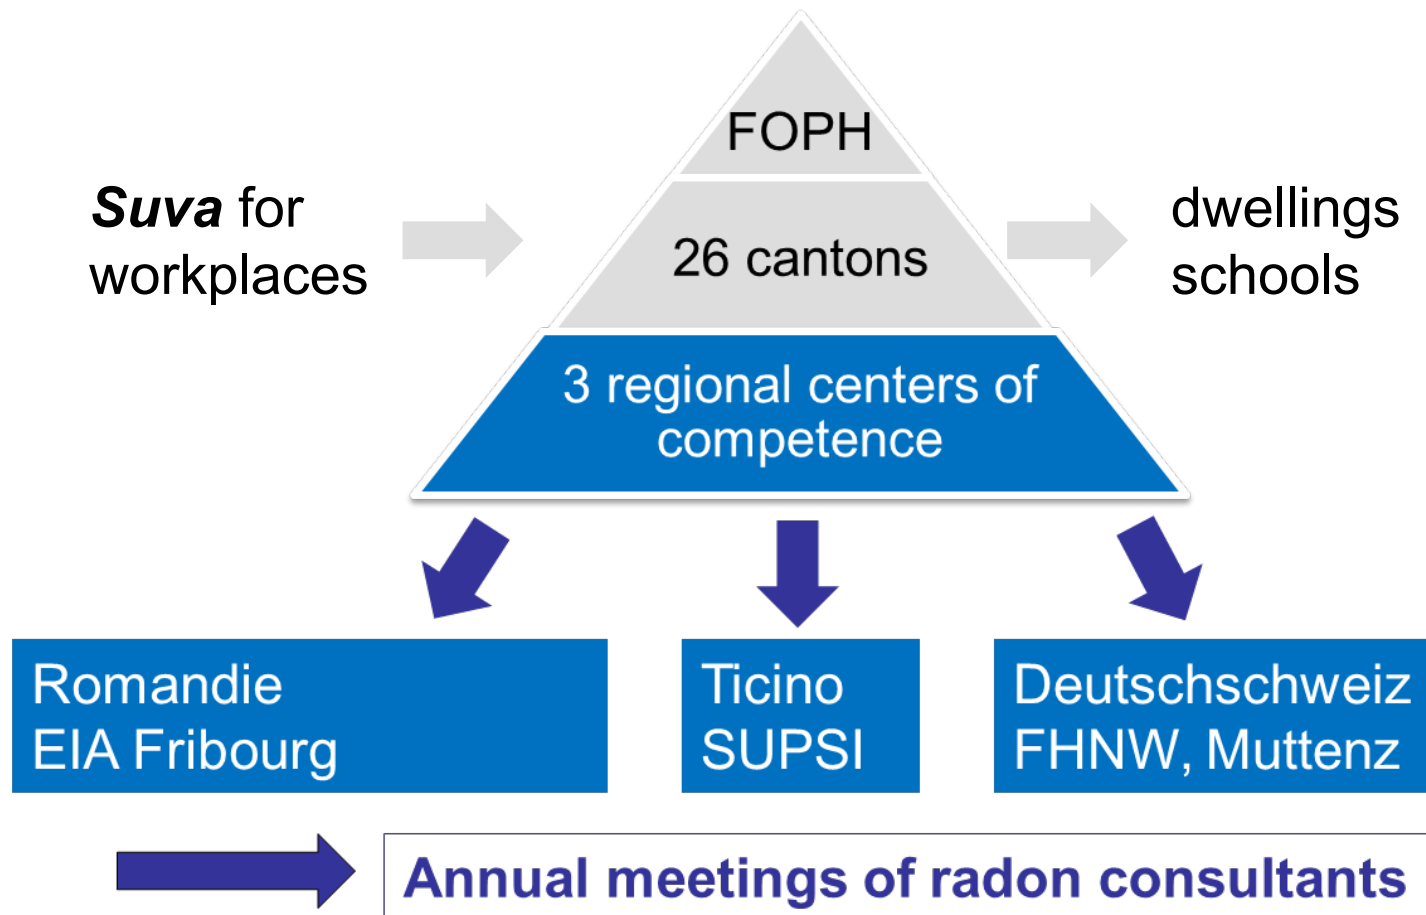 FOPH
Suva for
workplaces
26 cantons
dwellings
schools
3 regional centers of
competence
Romandie
EIA Fribourg
Ticino
SUPSI
Deutschschweiz
FHNW, Muttenz
Annual meetings of radon consultants